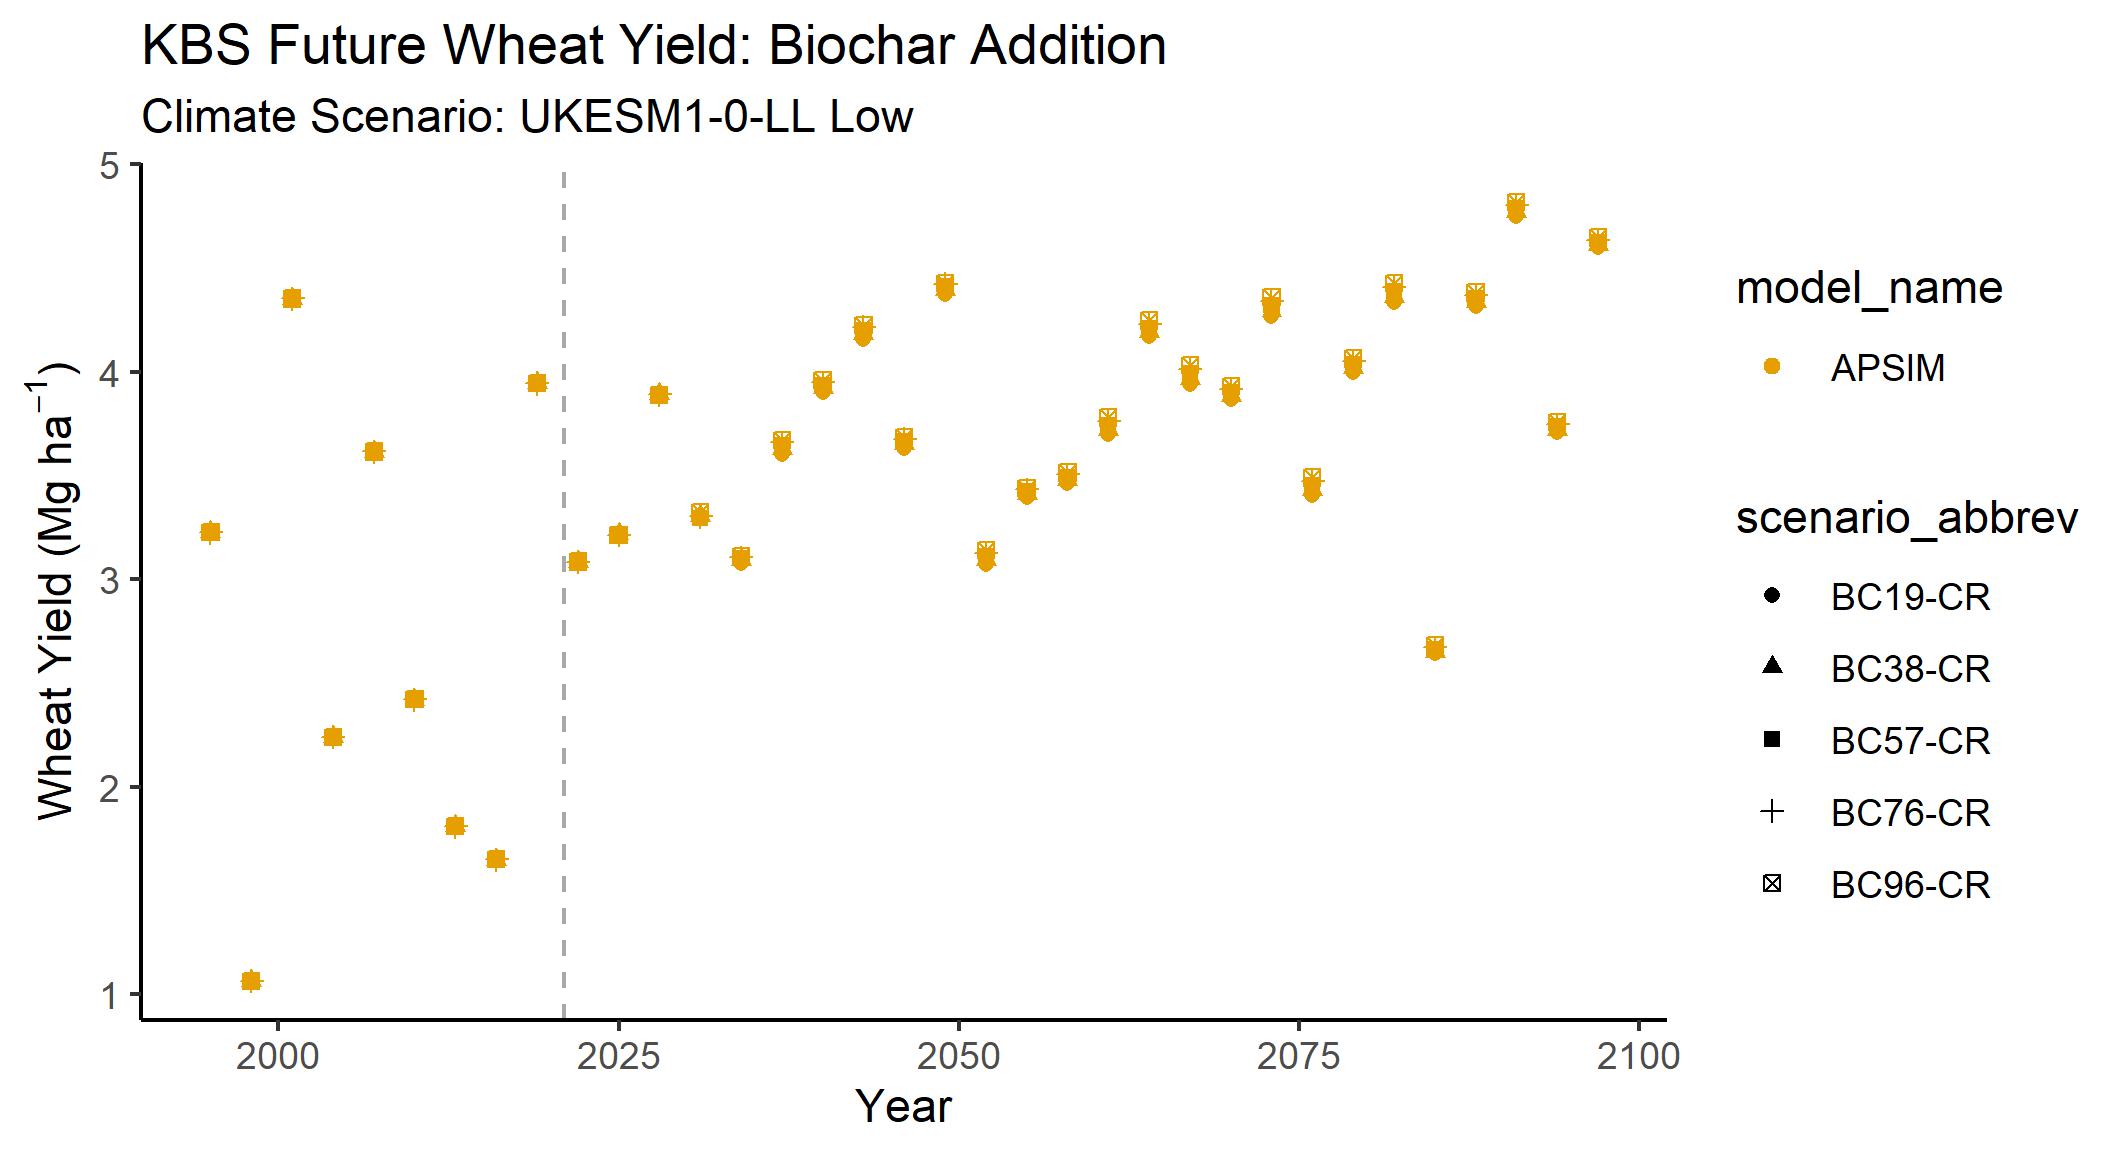 KBS Future Wheat Yield: Biochar Addition
Climate Scenario: UKESM1-0-LL Low
Wheat Yield (Mg ha⁻¹)
5
4
3
2
1
2000 2025 2050 2075 2100
Year
model_name
APSIM
scenario_abbrev
BC19-CR
BC38-CR
BC57-CR
BC76-CR
BC96-CR